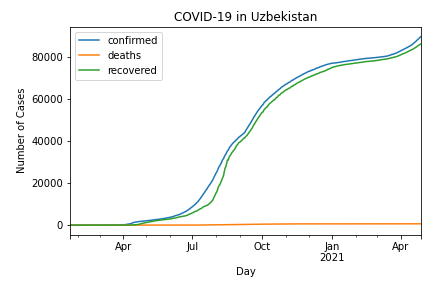 COVID-19 in Uzbekistan
confirmed
deaths
recovered
Number of Cases
80000
60000
40000
20000
0
Apr
Jul
Oct
Jan
2021
Apr
Day